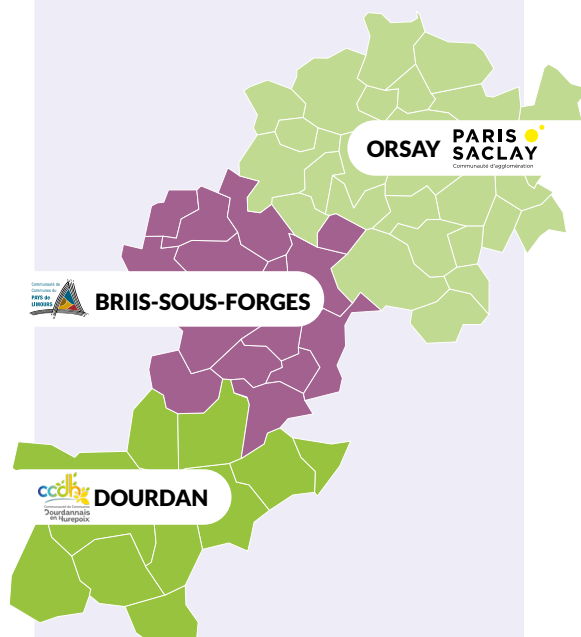 ORSAY
PARIS
SACLAY
Communauté d'agglomération
Communauté de
Communes du
PAYS de
LIMOURS
BRIIS-SOUS-FORGES
ccdh
Communauté de Communes
Dourdannais
en Hurepoix
DOURDAN